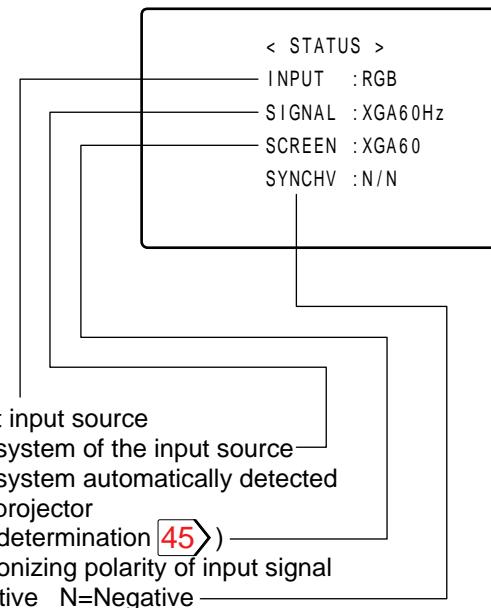 < STATUS >
INPUT :RGB
SIGNAL :XGA60Hz
SCREEN :XGA60
SYNCHV :N/N
t input source
system of the input source
system automatically detected
projector
determination 45 )
onizing polarity of input signal
tive N=Negative